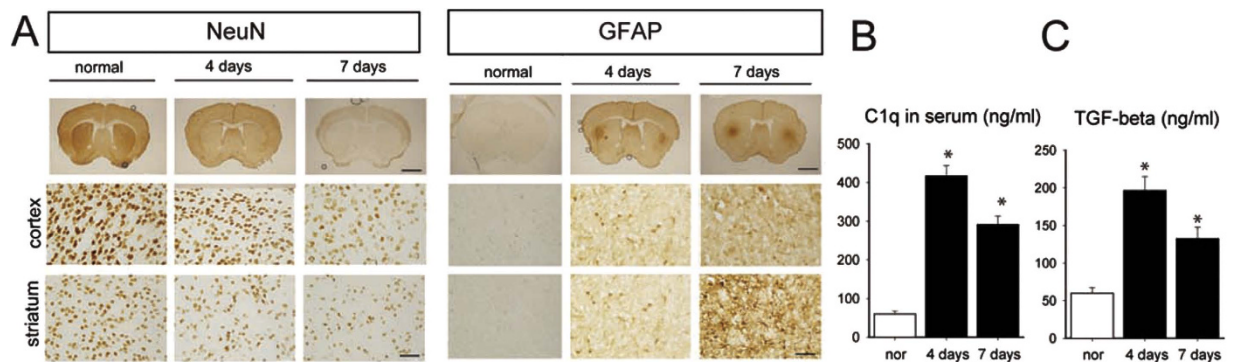 A
NeuN
normal
4 days
7 days
cortex
striatum
GFAP
normal
4 days
7 days
B
C1q in serum (ng/ml)
500
400
300
200
100
0
nor
4 days
7 days
*
*
C
TGF-beta (ng/ml)
250
200
150
100
50
0
nor
4 days
7 days
*
*